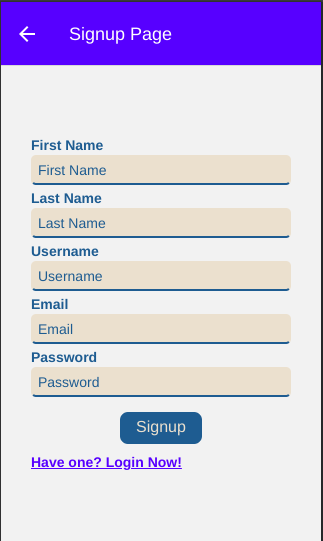 Signup Page
First Name
First Name
Last Name
Last Name
Username
Username
Email
Email
Password
Password
Signup
Have one? Login Now!